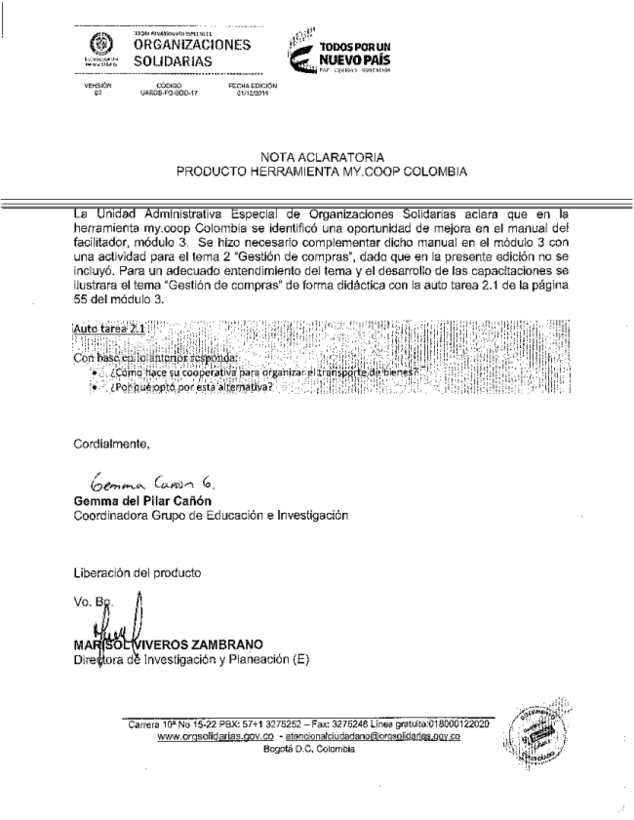 ORGANIZACIONES
SOLIDARIAS
TODOS POR UN
NUEVO PAÍS
PAZ EQUIDAD EDUCACIÓN
VERSIÓN CÓDIGO FECHA EDICIÓN
02 01/12/2014
NOTA ACLARATORIA
PRODUCTO HERRAMIENTA MY.COOP COLOMBIA
La Unidad Administrativa Especial de Organizaciones Solidarias aclara que en la
herramienta my.coop Colombia se identificó una oportunidad de mejora en el manual del
facilitador, módulo 3. Se hizo necesario complementar dicho manual en el módulo 3 con
una actividad para el tema 2 "Gestión de compras", dado que en la presente edición no se
incluyó. Para un adecuado entendimiento del tema y el desarrollo de las capacitaciones se
ilustrara el tema "Gestión de compras" de forma didáctica con la auto tarea 2.1 de la página
55 del módulo 3.
Auto tarea 2.1
Con base en lo anterior responda:
• ¿Cómo hace su cooperativa para organizar el transporte de bienes?
• ¿Por qué optó por esta alternativa?
Cordialmente,
Gemma Cañón G.
Gemma del Pilar Cañón
Coordinadora Grupo de Educación e Investigación
Liberación del producto
Vo. Bo.
MARISOL VIVEROS ZAMBRANO
Directora de Investigación y Planeación (E)
Carrera 10ª No 15-22 PBX: 57+1 3275252 – Fax: 3275248 Línea gratuita:018000122020
www.orgsolidarias.gov.co - atencionalciudadano@orgsolidarias.gov.co
Bogotá D.C, Colombia